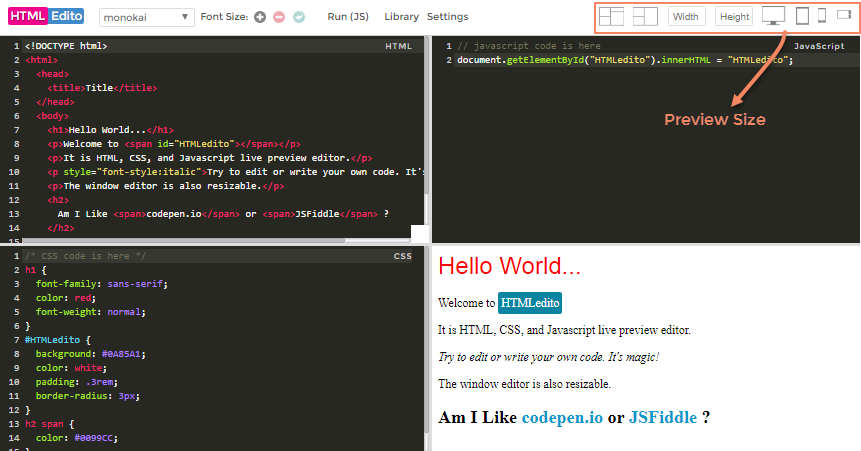 HTML Edito monokai Font Size: Run (JS) Library Settings Width Height
1 <!DOCTYPE html> HTML
2 <html>
3 <head>
4 <title>Title</title>
5 </head>
6 <body>
7 <h1>Hello World...</h1>
8 <p>Welcome to <span id="HTMLedito"></span></p>
9 <p>It is HTML, CSS, and Javascript live preview editor.</p>
10 <p style="font-style:italic">Try to edit or write your own code. It's
11 <p>The window editor is also resizable.</p>
12 <h2>
13 Am I Like <span>codepen.io</span> or <span>JSFiddle</span> ?
14 </h2>
15
1 // javascript code is here JavaScript
2 document.getElementById("HTMLedito").innerHTML = "HTMLedito";
Preview Size
1 /* CSS code is here */ CSS
2 h1 {
3 font-family: sans-serif;
4 color: red;
5 font-weight: normal;
6 }
7 #HTMLedito {
8 background: #0A85A1;
9 color: white;
10 padding: .3rem;
11 border-radius: 3px;
12 }
13 h2 span {
14 color: #0099CC;
15 }
Hello World...
Welcome to HTMLedito
It is HTML, CSS, and Javascript live preview editor.
Try to edit or write your own code. It's magic!
The window editor is also resizable.
Am I Like codepen.io or JSFiddle ?